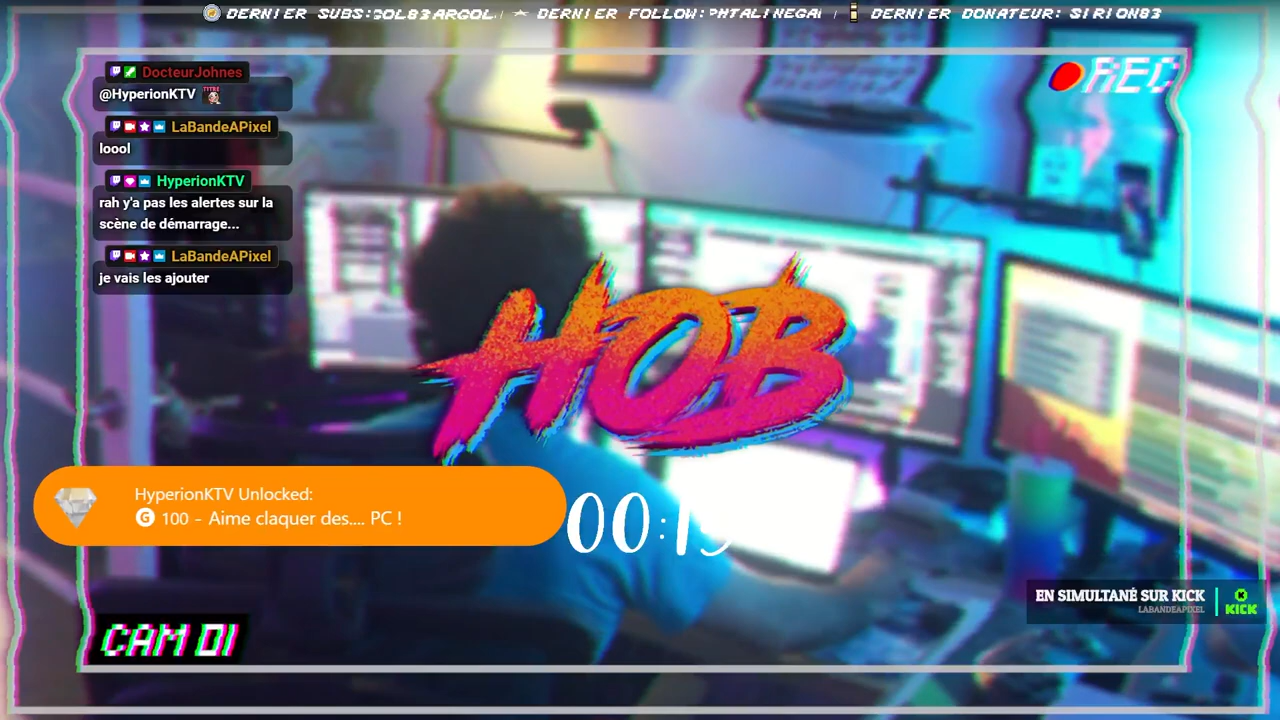 DERNIER SUBS: DERNIER FOLLOW: DERNIER DONATEUR: SIRION83
REC
DocteurJohnes
@HyperionKTV
LaBandeAPixel
loool
HyperionKTV
rah y'a pas les alertes sur la
scène de démarrage...
LaBandeAPixel
je vais les ajouter
HOB
HyperionKTV Unlocked:
G 100 - Aime claquer des.... PC !
EN SIMULTANÉ SUR KICK
LABANDEAPIXEL
KICK
CAM 01